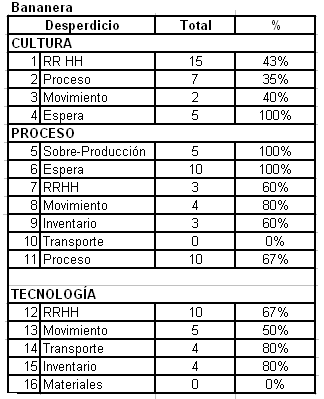 Bananera
Desperdicio Total %
CULTURA
1 RR HH 15 43%
2 Proceso 7 35%
3 Movimiento 2 40%
4 Espera 5 100%
PROCESO
5 Sobre-Producción 5 100%
6 Espera 10 100%
7 RRHH 3 60%
8 Movimiento 4 80%
9 Inventario 3 60%
10 Transporte 0 0%
11 Proceso 10 67%
TECNOLOGÍA
12 RRHH 10 67%
13 Movimiento 5 50%
14 Transporte 4 80%
15 Inventario 4 80%
16 Materiales 0 0%